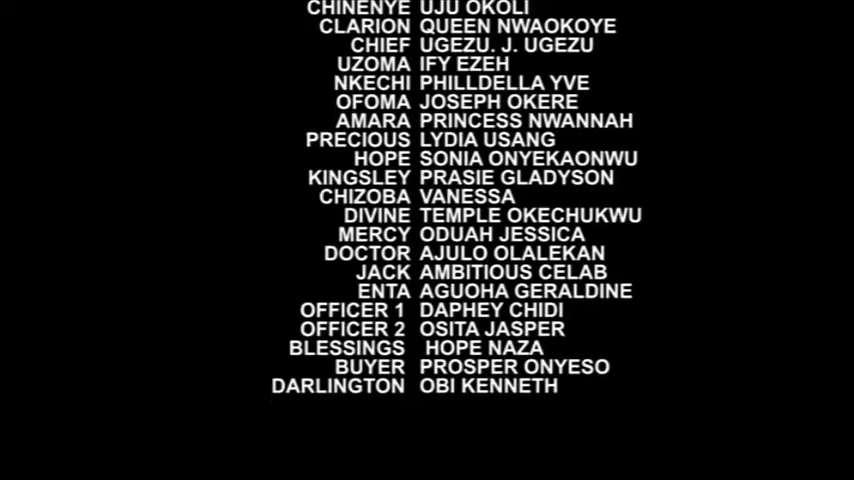 CHINENYE UJU OKOLI
CLARION QUEEN NWAOKOYE
CHIEF UGEZU. J. UGEZU
UZOMA IFY EZEH
NKECHI PHILLDELLA YVE
OFOMA JOSEPH OKERE
AMARA PRINCESS NWANNAH
PRECIOUS LYDIA USANG
HOPE SONIA ONYEKAONWU
KINGSLEY PRASIE GLADYSON
CHIZOBA VANESSA
DIVINE TEMPLE OKECHUKWU
MERCY ODUAH JESSICA
DOCTOR AJULO OLALEKAN
JACK AMBITIOUS CELAB
ENTA AGUOHA GERALDINE
OFFICER 1 DAPHEY CHIDI
OFFICER 2 OSITA JASPER
BLESSINGS HOPE NAZA
BUYER PROSPER ONYESO
DARLINGTON OBI KENNETH